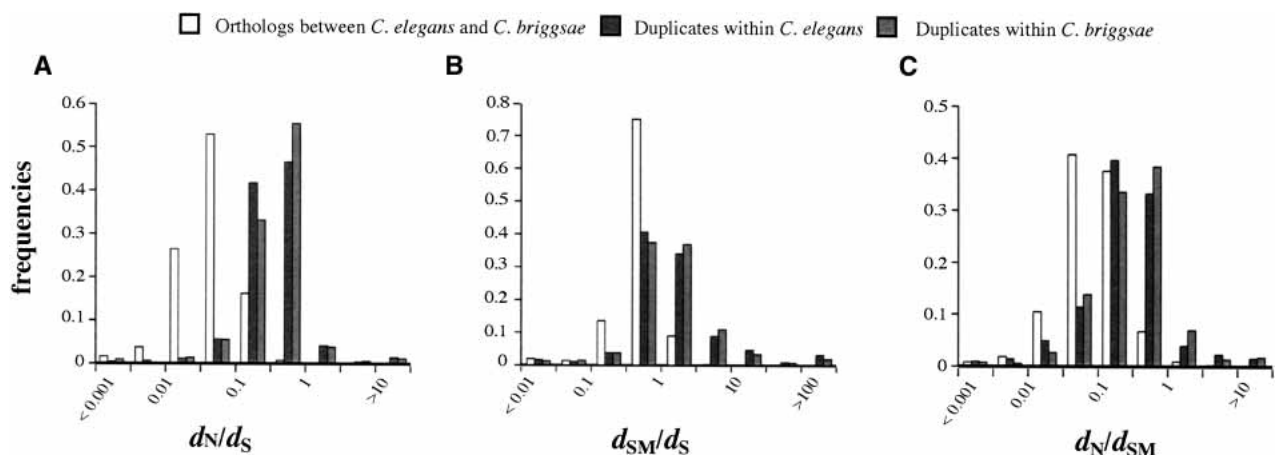 Orthologs between C. elegans and C. briggsae Duplicates within C. elegans Duplicates within C. briggsae
A B C
frequencies
0.6
0.5
0.4
0.3
0.2
0.1
0
< 0.001 0.01 0.1 1 >10
dN/dS
0.8
0.7
0.6
0.5
0.4
0.3
0.2
0.1
0
< 0.01 0.1 1 10 >100
dSM/dS
0.5
0.4
0.3
0.2
0.1
0
< 0.001 0.01 0.1 1 >10
dN/dSM